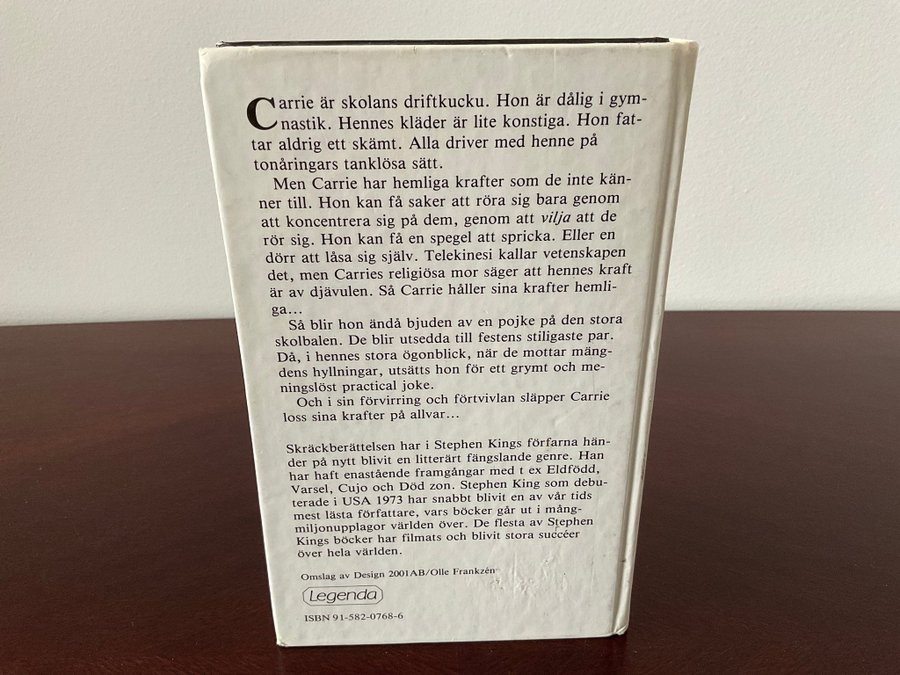 Carrie är skolans driftkucku. Hon är dålig i gym-
nastik. Hennes kläder är lite konstiga. Hon fat-
tar aldrig ett skämt. Alla driver med henne på
tonåringars tanklösa sätt.
Men Carrie har hemliga krafter som de inte kän-
ner till. Hon kan få saker att röra sig bara genom
att koncentrera sig på dem, genom att vilja att de
rör sig. Hon kan få en spegel att spricka. Eller en
dörr att låsa sig själv. Telekinesi kallar vetenskapen
det, men Carries religiösa mor säger att hennes kraft
är av djävulen. Så Carrie håller sina krafter hemli-
ga...
Så blir hon ändå bjuden av en pojke på den stora
skolbalen. De blir utsedda till festens stiligaste par.
Då, i hennes stora ögonblick, när de mottar mäng-
dens hyllningar, utsätts hon för ett grymt och me-
ningslöst practical joke.
Och i sin förvirring och förtvivlan släpper Carrie
loss sina krafter på allvar...
Skräckberättelsen har i Stephen Kings förfarna hän-
der på nytt blivit en litterärt fängslande genre. Han
har haft enastående framgångar med t ex Eldfödd,
Varsel, Cujo och Död zon. Stephen King som debu-
terade i USA 1973 har snabbt blivit en av vår tids
mest lästa författare, vars böcker går ut i mång-
miljonupplagor världen över. De flesta av Stephen
Kings böcker har filmats och blivit stora succéer
över hela världen.
Omslag av Design 2001AB/Olle Frankzén
Legenda
ISBN 91-582-0768-6